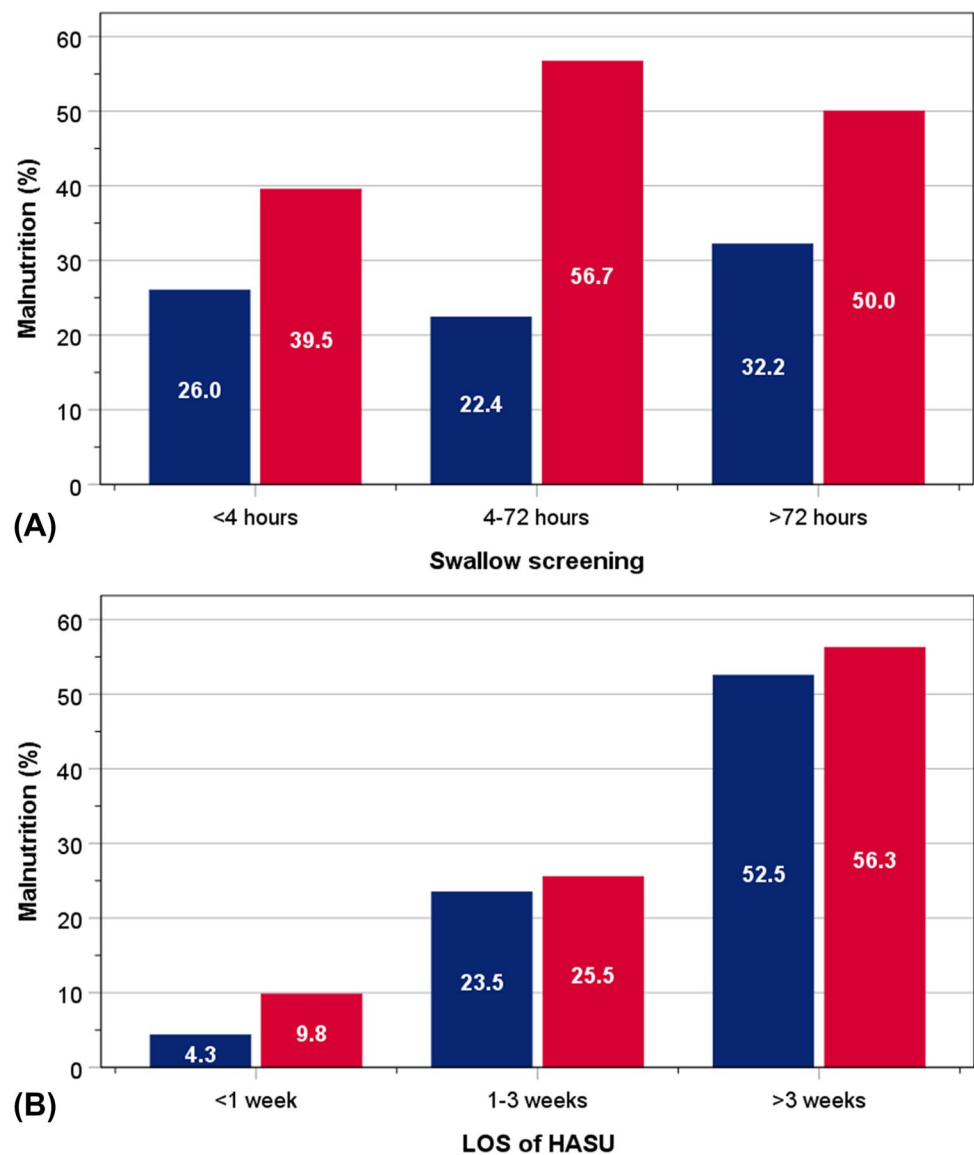 60
50
40
30
20
10
0
Malnutrition (%)
26.0
39.5
22.4
56.7
32.2
50.0
<4 hours
4-72 hours
>72 hours
Swallow screening
(A)
60
50
40
30
20
10
0
Malnutrition (%)
4.3
9.8
23.5
25.5
52.5
56.3
<1 week
1-3 weeks
>3 weeks
LOS of HASU
(B)